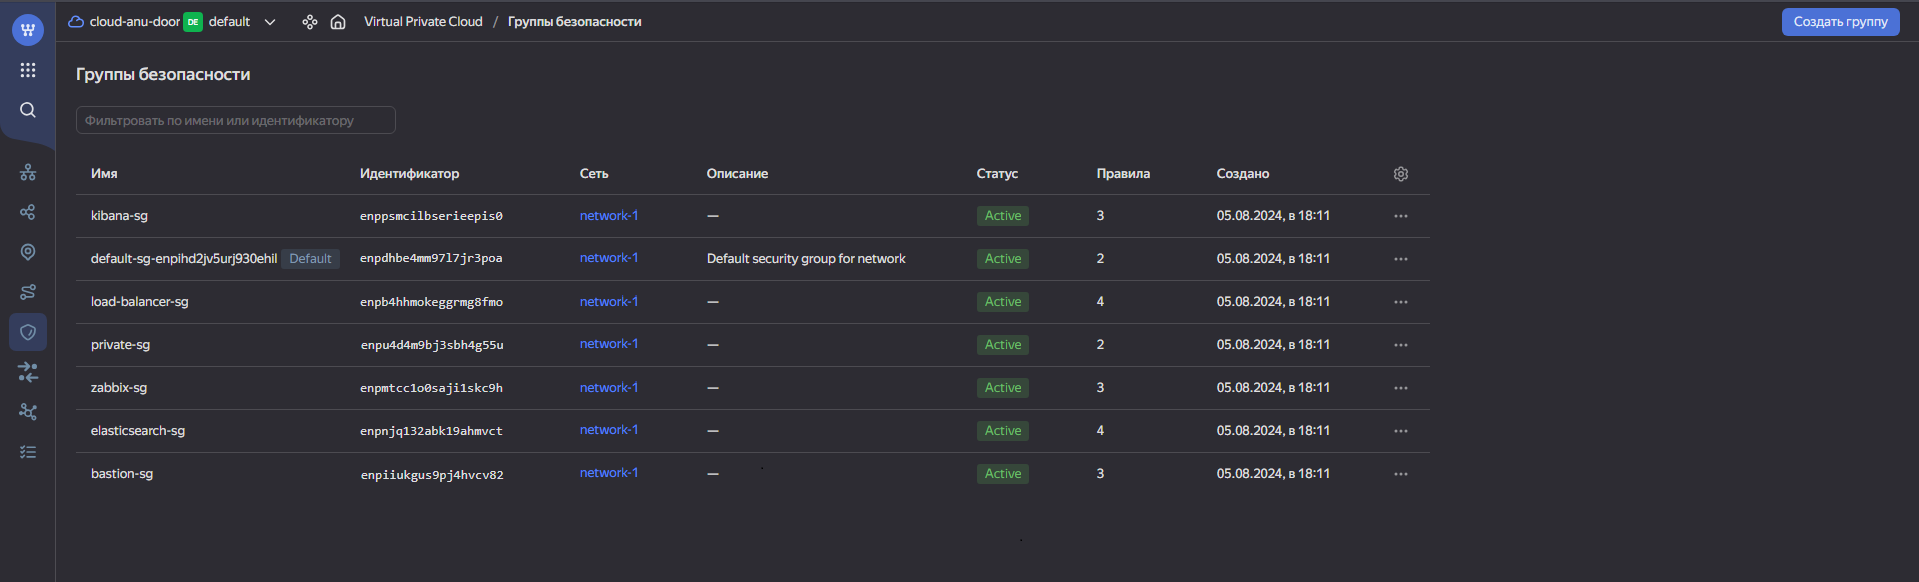 cloud-anu-door DE default Virtual Private Cloud / Группы безопасности Создать группу
Группы безопасности
Фильтровать по имени или идентификатору
Имя Идентификатор Сеть Описание Статус Правила Создано
kibana-sg enppsmcilbserieepis0 network-1 — Active 3 05.08.2024, в 18:11
default-sg-enpihd2jv5urj930ehil Default enpdhbe4mm97l7jr3poa network-1 Default security group for network Active 2 05.08.2024, в 18:11
load-balancer-sg enpb4hhmokeggrmg8fmo network-1 — Active 4 05.08.2024, в 18:11
private-sg enpu4d4m9bj3sbh4g55u network-1 — Active 2 05.08.2024, в 18:11
zabbix-sg enpmtcc1o0saji1skc9h network-1 — Active 3 05.08.2024, в 18:11
elasticsearch-sg enpnjq132abk19ahmvct network-1 — Active 4 05.08.2024, в 18:11
bastion-sg enpiiukgus9pj4hvcv82 network-1 — Active 3 05.08.2024, в 18:11